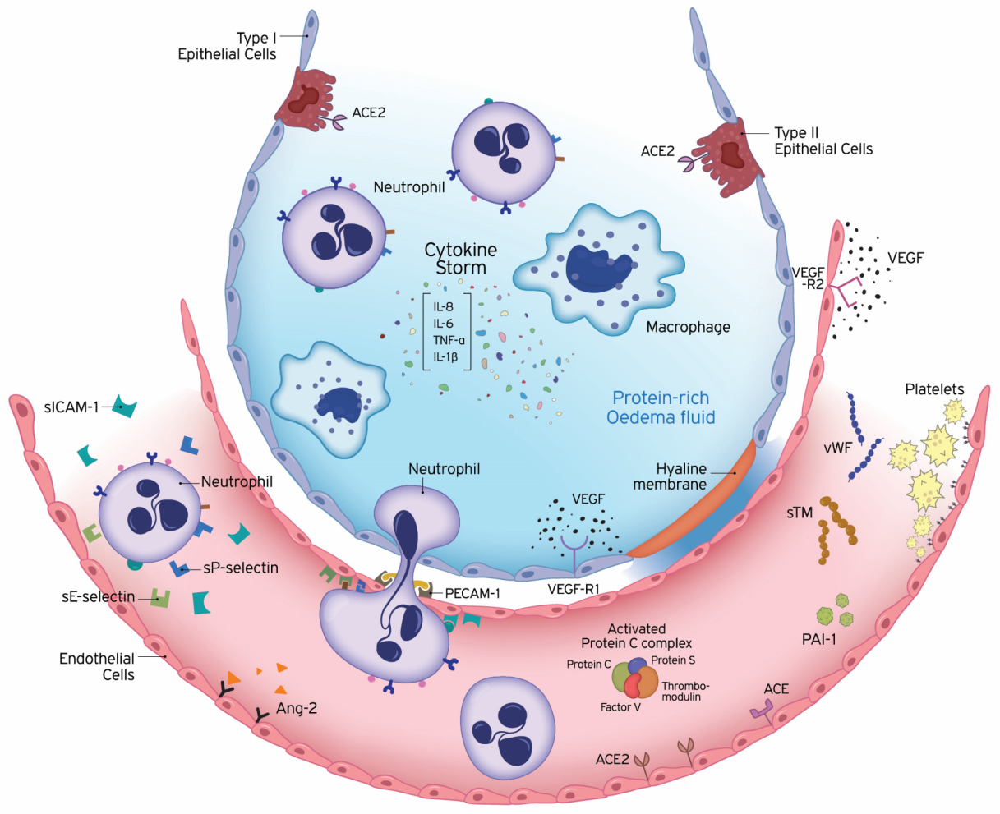 Type I
Epithelial Cells
ACE2
ACE2
Type II
Epithelial Cells
Neutrophil
Cytokine
Storm
IL-8
IL-6
TNF-α
IL-1β
Macrophage
VEGF
-R2
VEGF
Protein-rich
Oedema fluid
sICAM-1
Platelets
vWF
Neutrophil
Neutrophil
Hyaline
membrane
VEGF
sTM
sP-selectin
sE-selectin
PECAM-1
VEGF-R1
Endothelial
Cells
Activated
Protein C complex
Protein C
Protein S
Thrombo-
modulin
Factor V
PAI-1
Ang-2
ACE
ACE2